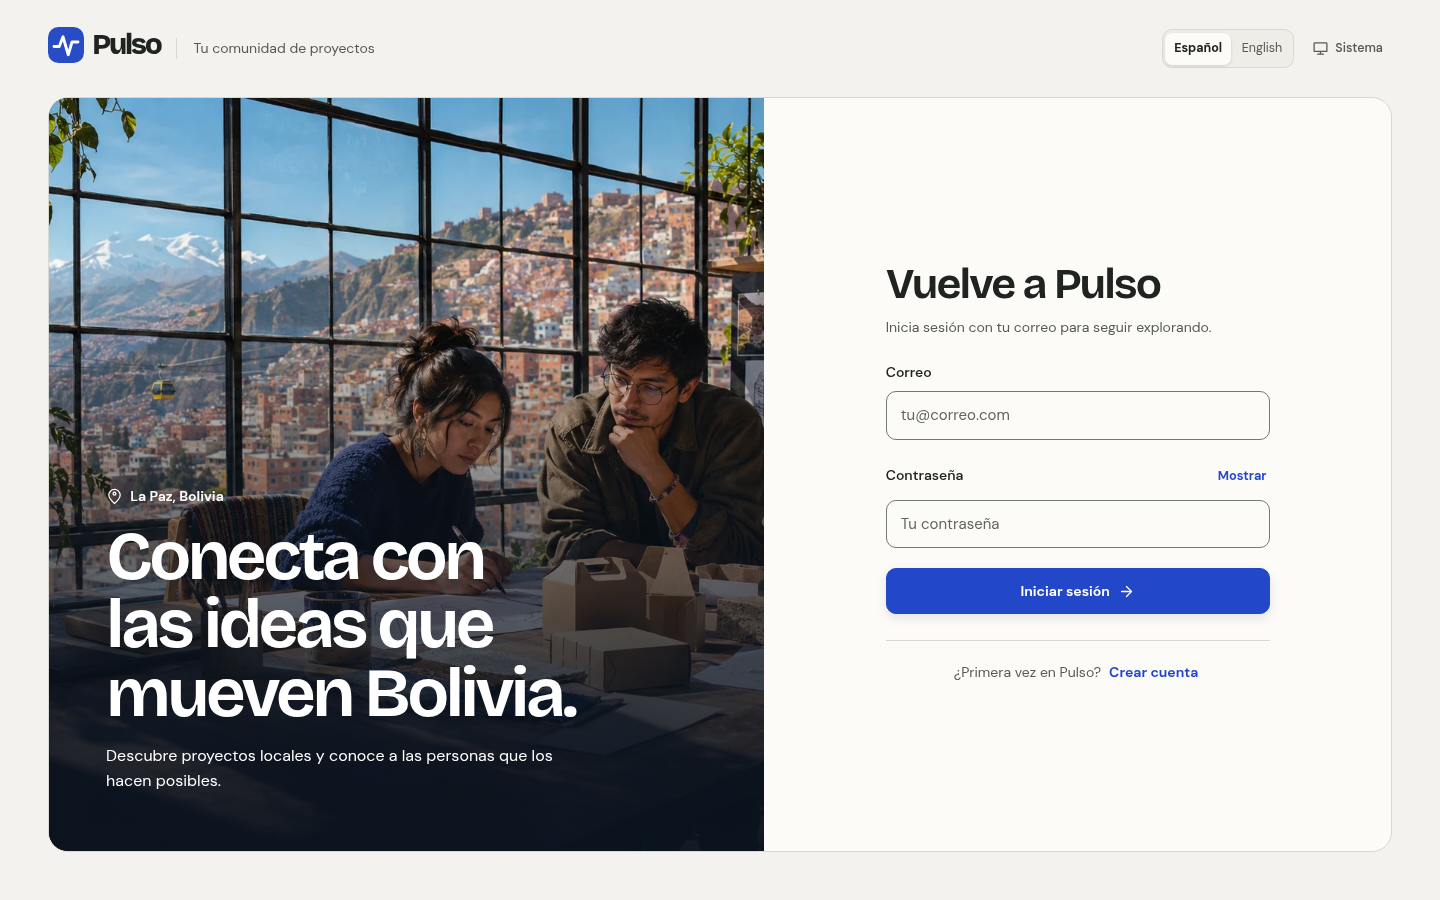 Pulso
Tu comunidad de proyectos
Español
English
Sistema
La Paz, Bolivia
Conecta con
las ideas que
mueven Bolivia.
Descubre proyectos locales y conoce a las personas que los
hacen posibles.
Vuelve a Pulso
Inicia sesión con tu correo para seguir explorando.
Correo
tu@correo.com
Contraseña
Mostrar
Tu contraseña
Iniciar sesión
¿Primera vez en Pulso? Crear cuenta